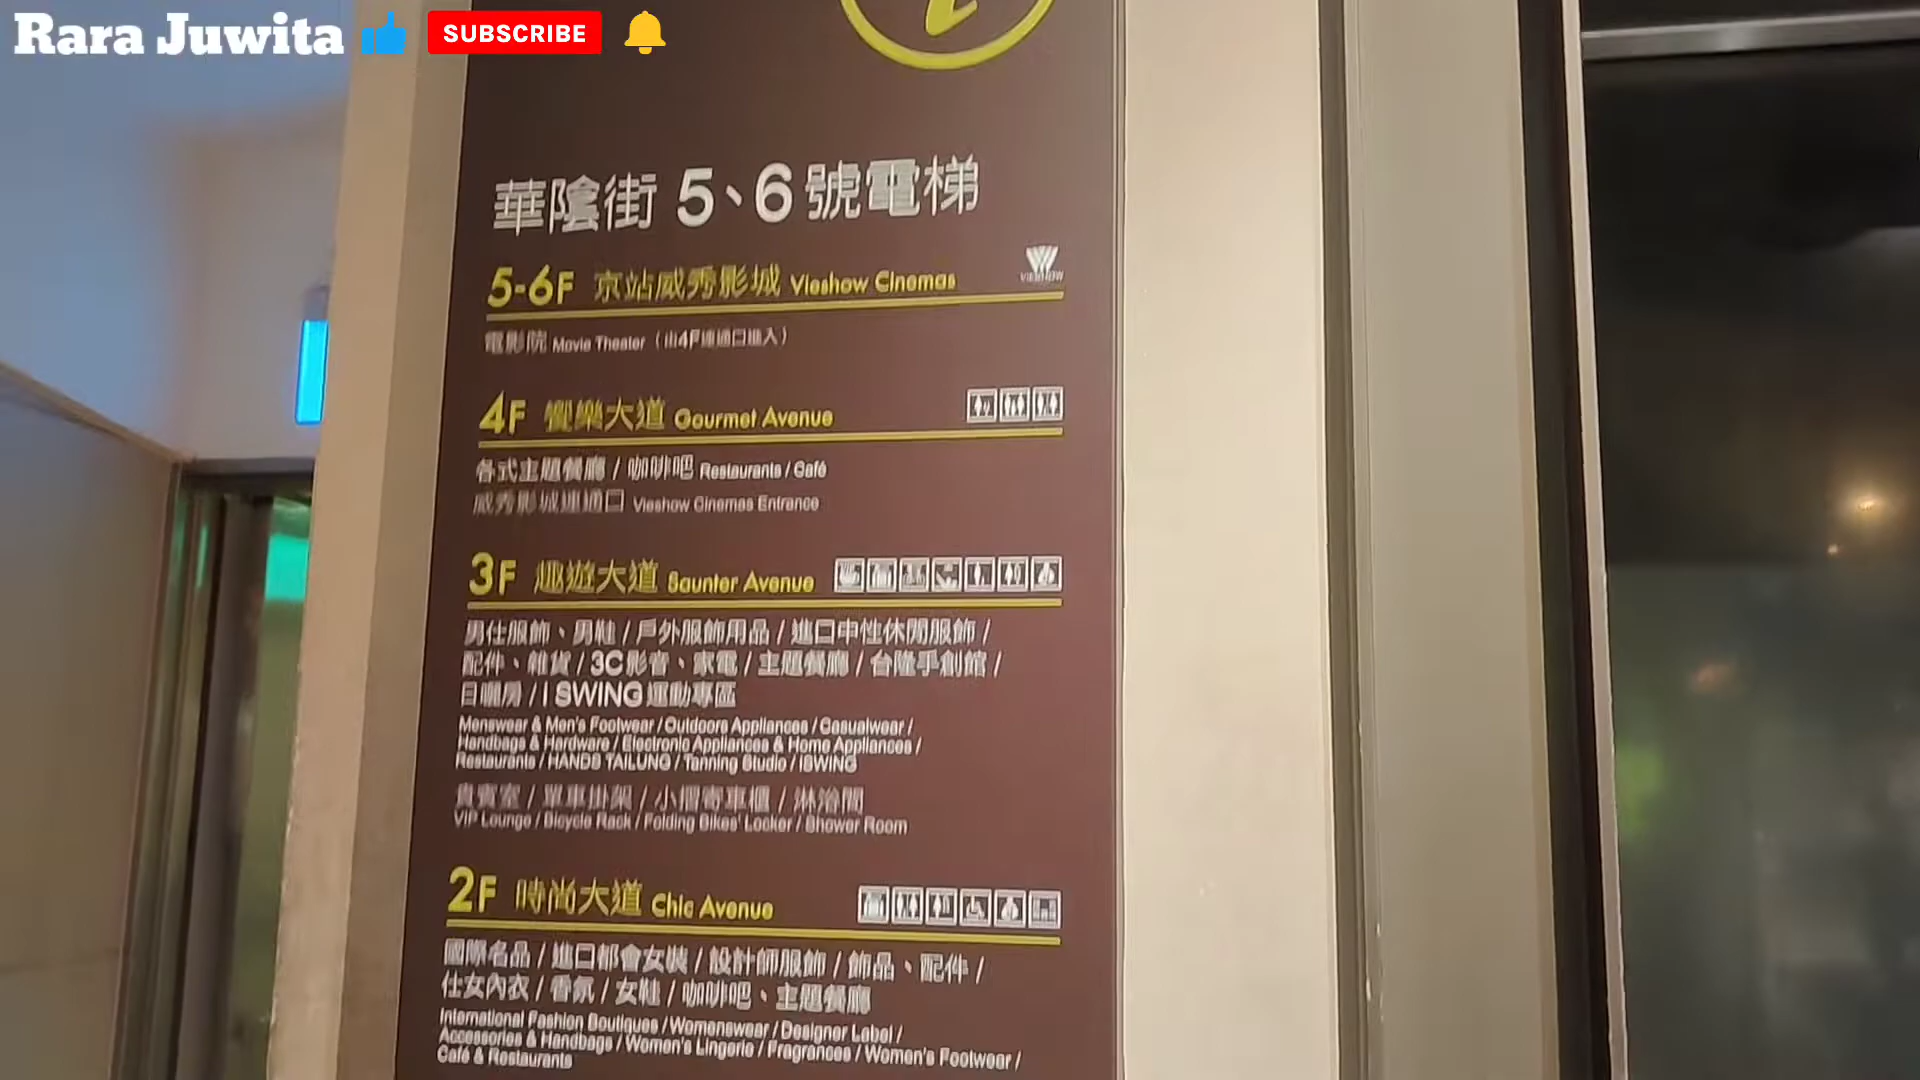 Rara Juwita SUBSCRIBE
華陰街 5、6 號電梯
5-6F 京站威秀影城 Vieshow Cinemas
VIESHOW
電影院 Movie Theater (由4F連通口進入)
4F 饗樂大道 Gourmet Avenue
各式主題餐廳 / 咖啡吧 Restaurants / Café
威秀影城連通口 Vieshow Cinemas Entrance
3F 趣遊大道 Saunter Avenue
男仕服飾、男鞋 / 戶外服飾用品 / 進口中性休閒服飾 /
配件、雜貨 / 3C影音、家電 / 主題餐廳 / 台隆手創館 /
日曬房 / I SWING 運動專區
Menswear & Men's Footwear / Outdoors Appliances / Casualwear /
Handbags & Hardware / Electronic Appliances & Home Appliances /
Restaurants / HANDS TAILUNG / Tanning Studio / ISWING
貴賓室 / 單車掛架 / 小摺寄車櫃 / 淋浴間
VIP Lounge / Bicycle Rack / Folding Bikes' Locker / Shower Room
2F 時尚大道 Chic Avenue
國際名品 / 進口都會女裝 / 設計師服飾 / 飾品、配件 /
仕女內衣 / 香氛 / 女鞋 / 咖啡吧、主題餐廳
International Fashion Boutiques / Womenswear / Designer Label /
Accessories & Handbags / Women's Lingerie / Fragrances / Women's Footwear /
Café & Restaurants